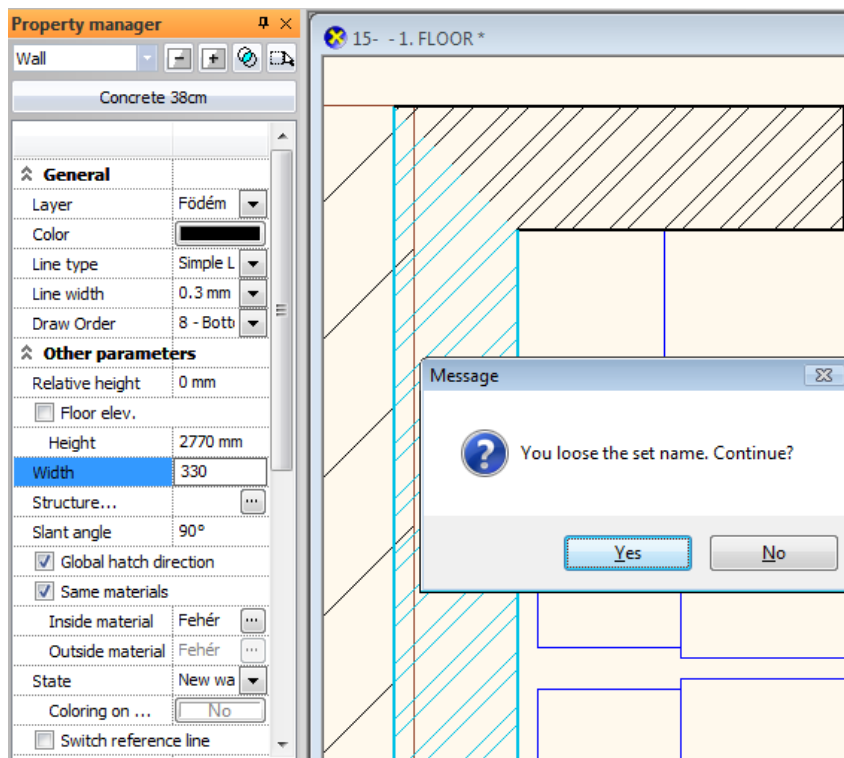 Property manager
Wall
Concrete 38cm
General
Layer Födém
Color
Line type Simple L
Line width 0.3 mm
Draw Order 8 - Bott
Other parameters
Relative height 0 mm
Floor elev.
Height 2770 mm
Width 330
Structure...
Slant angle 90°
Global hatch direction
Same materials
Inside material Fehér
Outside material Fehér
State New wa
Coloring on ... No
Switch reference line
15- - 1. FLOOR *
Message
You loose the set name. Continue?
Yes No